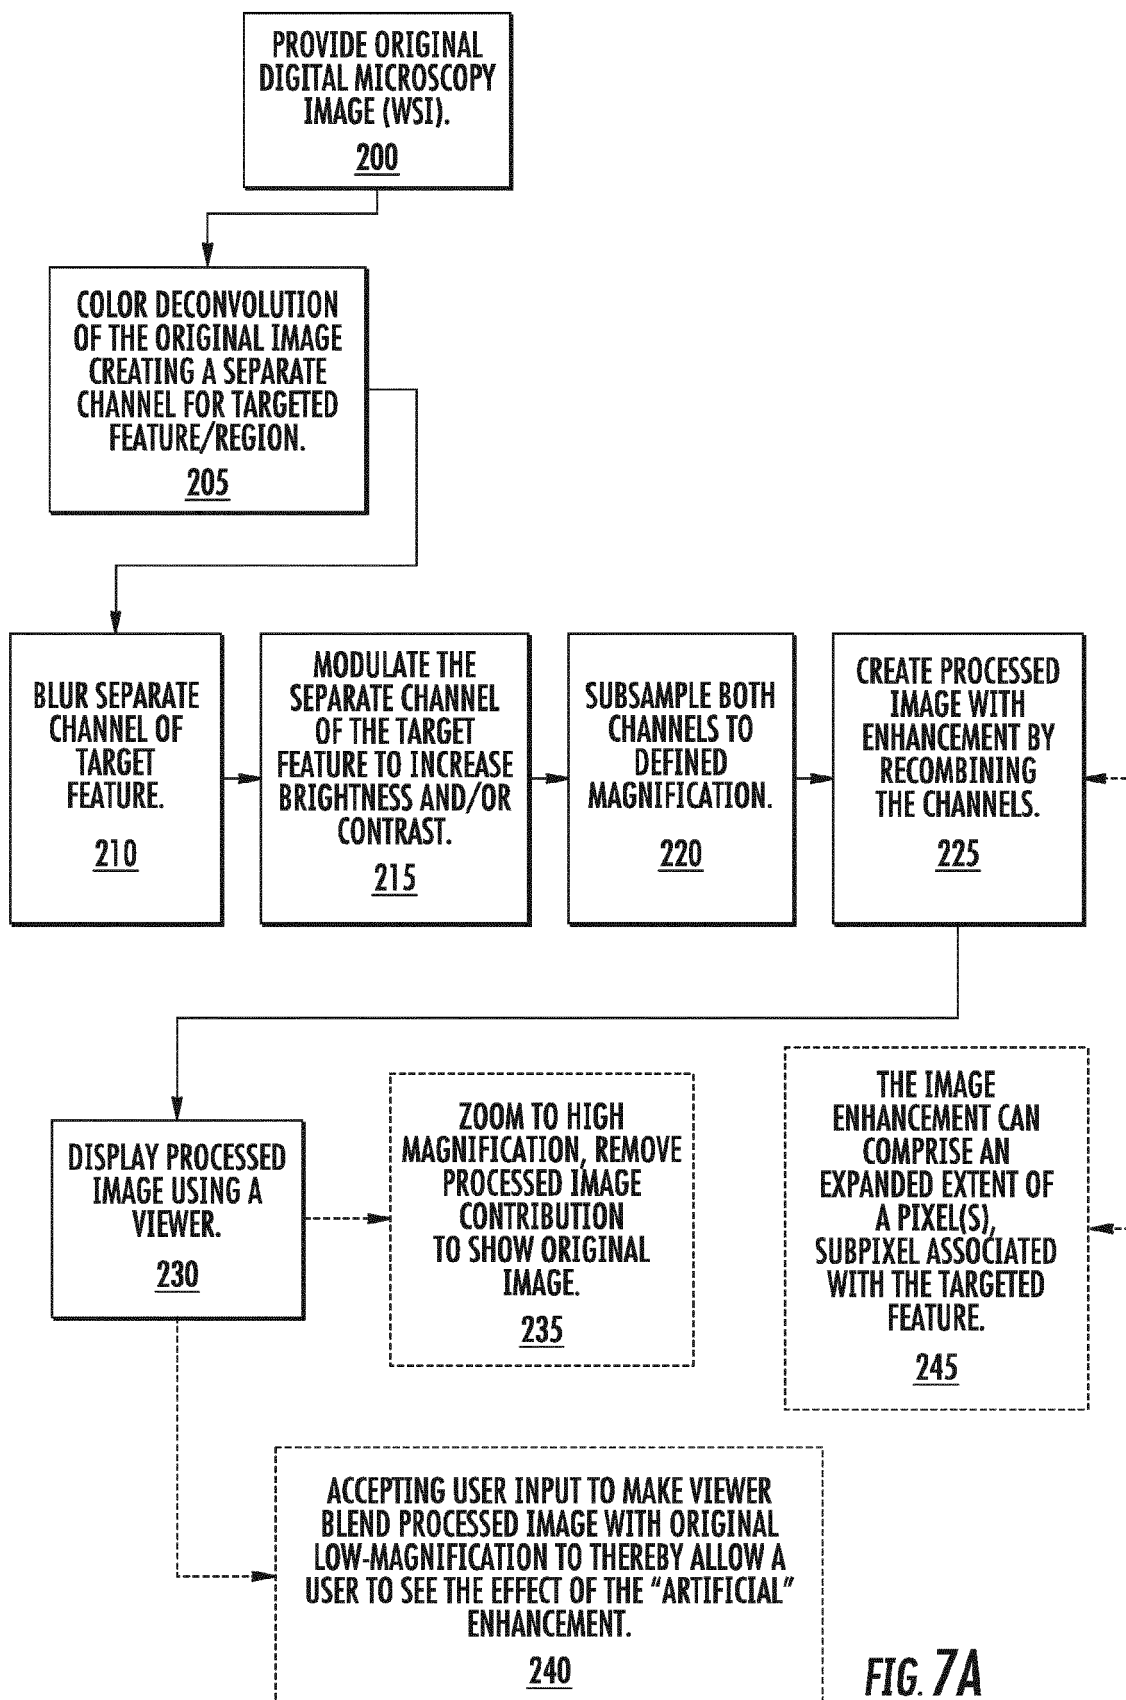 PROVIDE ORIGINAL
DIGITAL MICROSCOPY
IMAGE (WSI).
200
COLOR DECONVOLUTION
OF THE ORIGINAL IMAGE
CREATING A SEPARATE
CHANNEL FOR TARGETED
FEATURE/REGION.
205
BLUR SEPARATE
CHANNEL OF
TARGET
FEATURE.
210
MODULATE THE
SEPARATE CHANNEL
OF THE TARGET
FEATURE TO INCREASE
BRIGHTNESS AND/OR
CONTRAST.
215
SUBSAMPLE BOTH
CHANNELS TO
DEFINED
MAGNIFICATION.
220
CREATE PROCESSED
IMAGE WITH
ENHANCEMENT BY
RECOMBINING
THE CHANNELS.
225
DISPLAY PROCESSED
IMAGE USING A
VIEWER.
230
ZOOM TO HIGH
MAGNIFICATION, REMOVE
PROCESSED IMAGE
CONTRIBUTION
TO SHOW ORIGINAL
IMAGE.
235
THE IMAGE
ENHANCEMENT CAN
COMPRISE AN
EXPANDED EXTENT OF
A PIXEL(S),
SUBPIXEL ASSOCIATED
WITH THE TARGETED
FEATURE.
245
ACCEPTING USER INPUT TO MAKE VIEWER
BLEND PROCESSED IMAGE WITH ORIGINAL
LOW-MAGNIFICATION TO THEREBY ALLOW A
USER TO SEE THE EFFECT OF THE “ARTIFICIAL”
ENHANCEMENT.
240
FIG. 7A